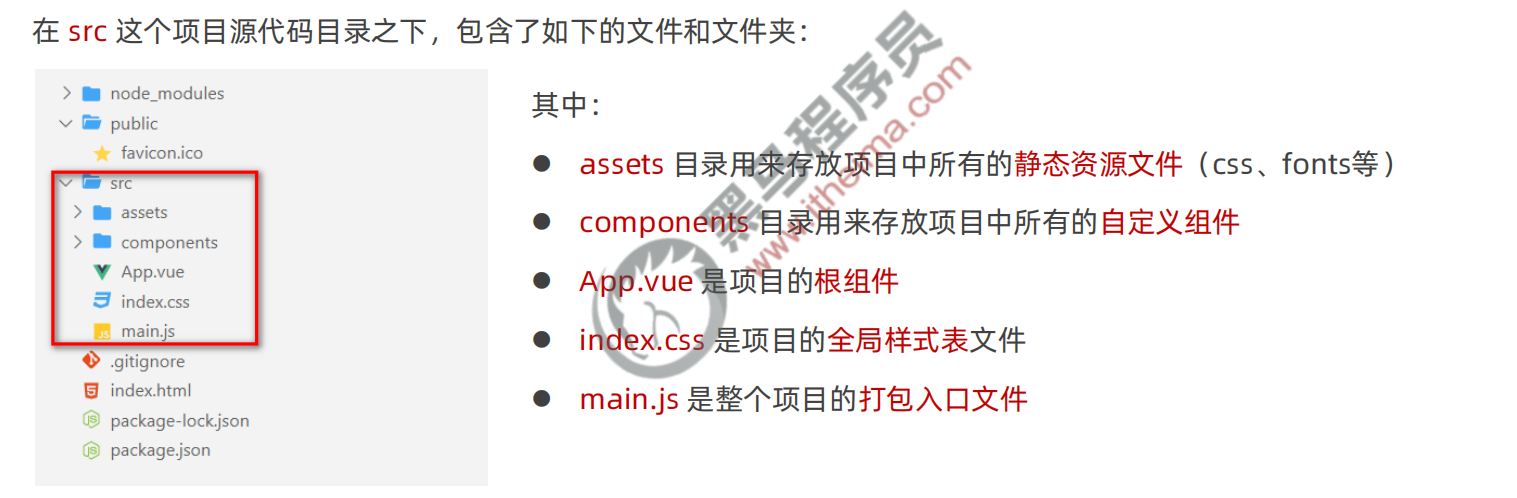 在 src 这个项目源代码目录之下，包含了如下的文件和文件夹：
node_modules
public
favicon.ico
src
assets
components
App.vue
index.css
main.js
.gitignore
index.html
package-lock.json
package.json
其中：
● assets 目录用来存放项目中所有的静态资源文件（css、fonts等）
● components 目录用来存放项目中所有的自定义组件
● App.vue 是项目的根组件
● index.css 是项目的全局样式表文件
● main.js 是整个项目的打包入口文件
黑马程序员
www.itheima.com